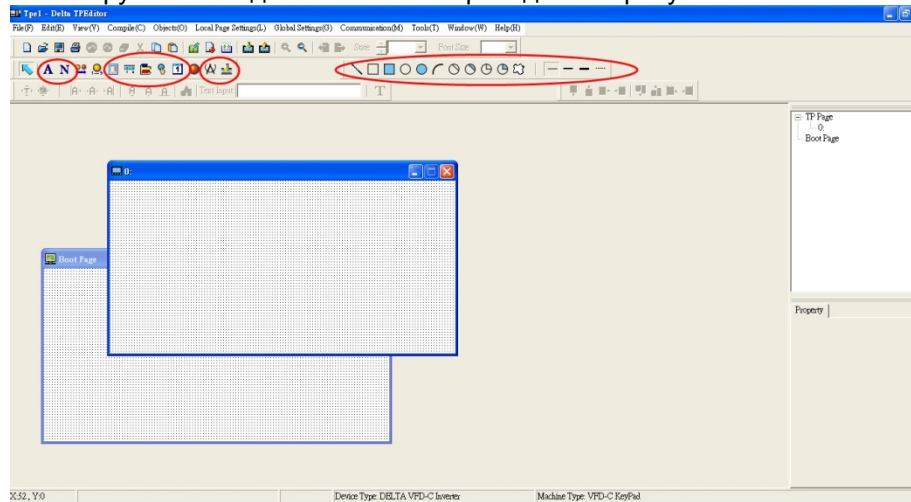 Tpe1 - Delta TPEditor
File(F) Edit(E) View(V) Compile(C) Objects(O) Local Page Settings(L) Global Settings(G) Communication(M) Tools(T) Window(W) Help(H)
Size
Font Size
A N
Text Input
T
TP Page
0:
Boot Page
0:
Boot Page
Property
X:52, Y:0 Device Type: DELTA VFD-C Inverter Machine Type: VFD-C KeyPad